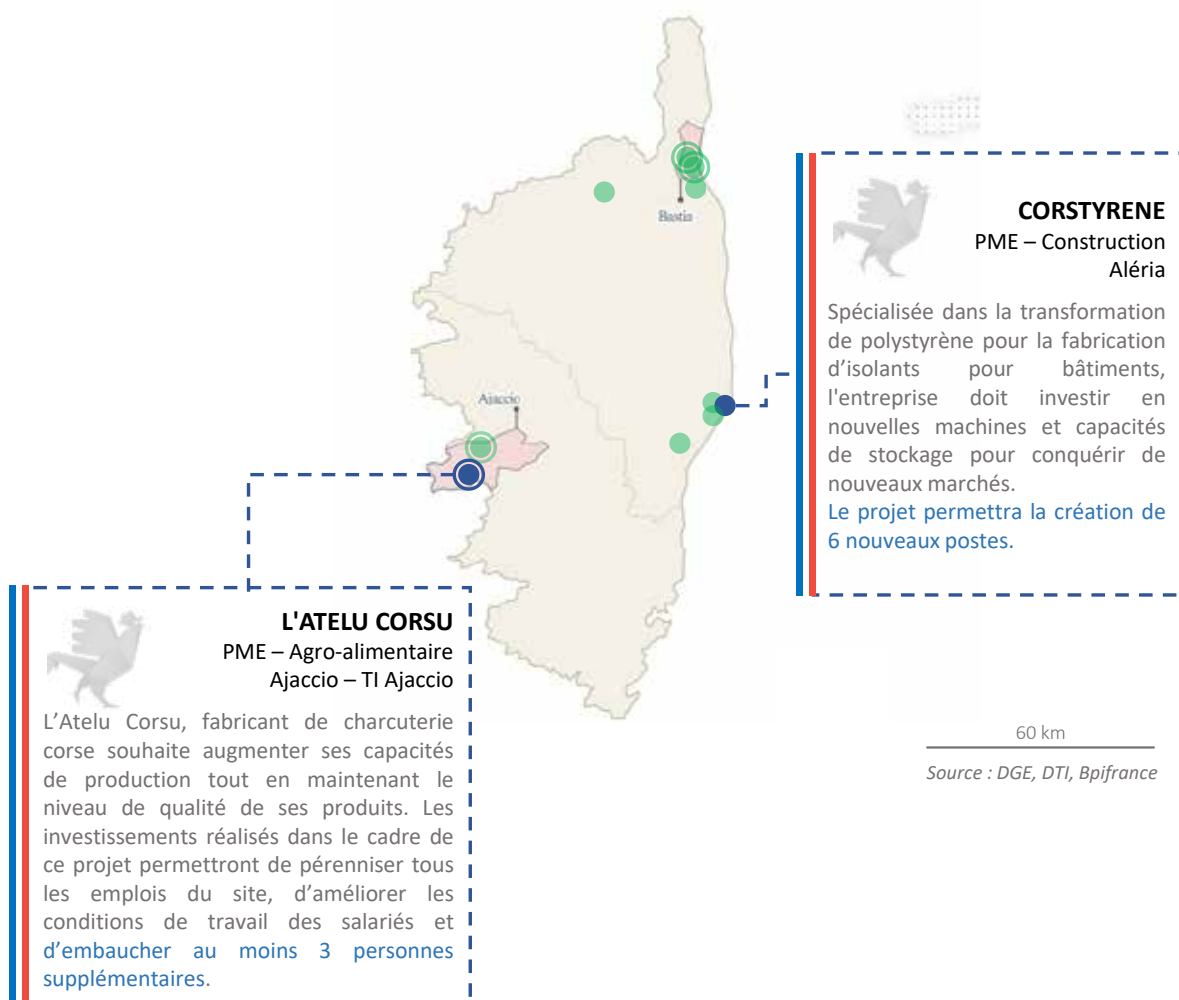 Bastia
Ajaccio
CORSTYRENE
PME – Construction
Aléria
Spécialisée dans la transformation
de polystyrène pour la fabrication
d’isolants pour bâtiments,
l'entreprise doit investir en
nouvelles machines et capacités
de stockage pour conquérir de
nouveaux marchés.
Le projet permettra la création de
6 nouveaux postes.
L'ATELU CORSU
PME – Agro-alimentaire
Ajaccio – TI Ajaccio
L’Atelu Corsu, fabricant de charcuterie
corse souhaite augmenter ses capacités
de production tout en maintenant le
niveau de qualité de ses produits. Les
investissements réalisés dans le cadre de
ce projet permettront de pérenniser tous
les emplois du site, d’améliorer les
conditions de travail des salariés et
d’embaucher au moins 3 personnes
supplémentaires.
60 km
Source : DGE, DTI, Bpifrance